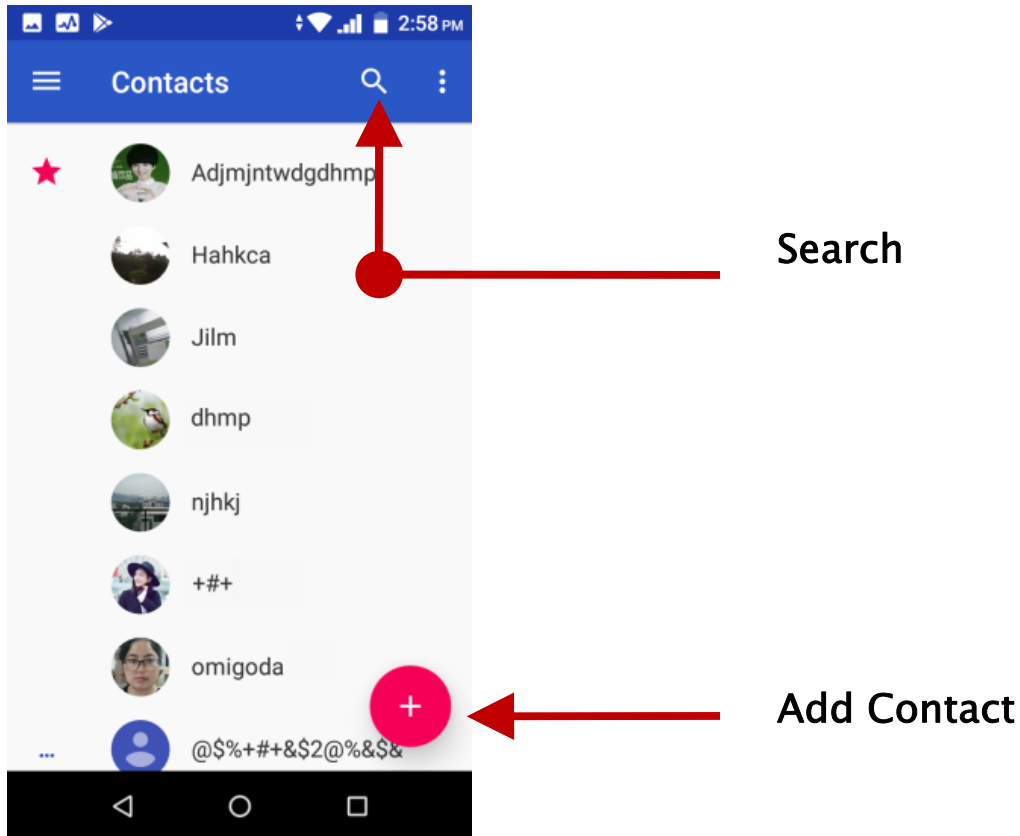 2:58 PM
Contacts
Adjmjntwdgdhmp
Hahkca
Search
Jilm
dhmp
njhkj
+#+
omigoda
Add Contact
@$%+#+&$2@%&$&